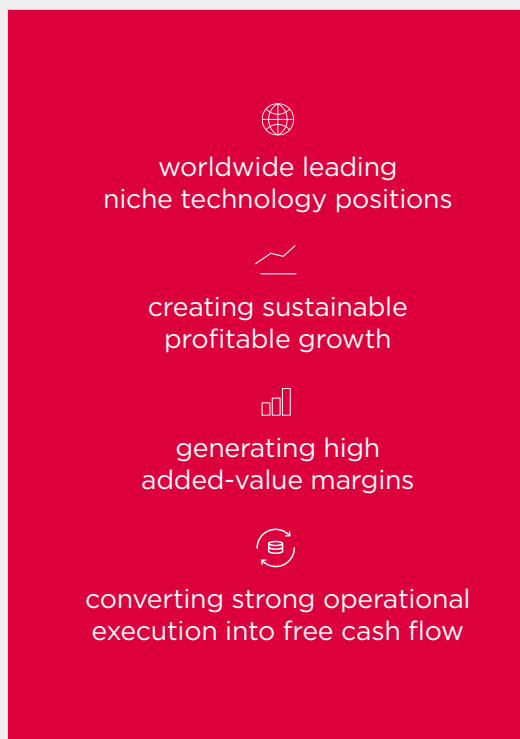 worldwide leading
niche technology positions
creating sustainable
profitable growth
generating high
added-value margins
converting strong operational
execution into free cash flow